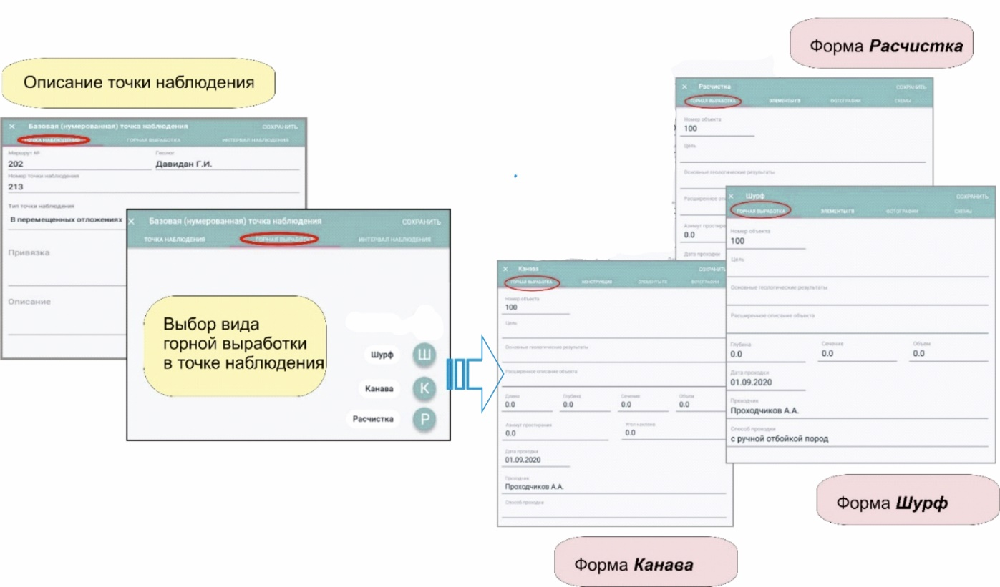 Форма Расчистка
Описание точки наблюдения
× Базовая (нумерованная) точка наблюдения СОХРАНИТЬ
ТОЧКА НАБЛЮДЕНИЯ ГОРНАЯ ВЫРАБОТКА ИНТЕРВАЛ НАБЛЮДЕНИЯ
Маршрут № Геолог
202 Давидан Г.И.
Номер точки наблюдения
213
Тип точки наблюдения
В перемещенных отложениях
Привязка
Описание
× Базовая (нумерованная) точка наблюдения СОХРАНИТЬ
ТОЧКА НАБЛЮДЕНИЯ ГОРНАЯ ВЫРАБОТКА ИНТЕРВАЛ НАБЛЮДЕНИЯ
Выбор вида
горной выработки
в точке наблюдения
Шурф Ш
Канава К
Расчистка Р
× Расчистка СОХРАНИТЬ
ГОРНАЯ ВЫРАБОТКА ЭЛЕМЕНТЫ ГВ ФОТОГРАФИИ СХЕМЫ
Номер объекта
100
Цель
Основные геологические результаты
Расширенное оп
Азимут простира
0.0
Дата проходки
× Шурф СОХРАНИТЬ
ГОРНАЯ ВЫРАБОТКА ЭЛЕМЕНТЫ ГВ ФОТОГРАФИИ СХЕМЫ
Номер объекта
100
Цель
Основные геологические результаты
Расширенное описание объекта
Глубина Сечение Объем
0.0 0.0 0.0
Дата проходки
01.09.2020
Проходчик
Проходчиков А.А.
Способ проходки
с ручной отбойкой пород
Форма Шурф
× Канава СОХРАНИТЬ
ГОРНАЯ ВЫРАБОТКА КОНСТРУКЦИЯ ЭЛЕМЕНТЫ ГВ ФОТОГРАФИИ
Номер объекта
100
Цель
Основные геологические результаты
Расширенное описание объекта
Длина Глубина Сечение Объем
0.0 0.0 0.0 0.0
Азимут простирания Угол наклона
0.0 0.0
Дата проходки
01.09.2020
Проходчик
Проходчиков А.А.
Способ проходки
Форма Канава